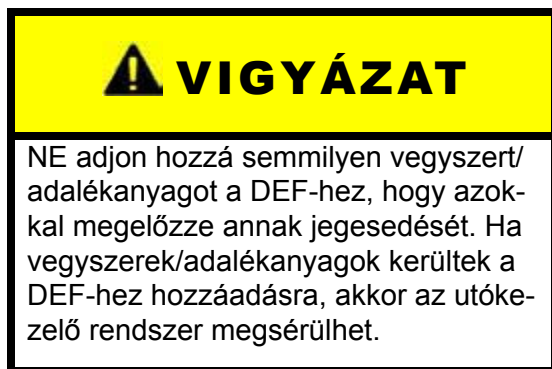 VIGYÁZAT
NE adjon hozzá semmilyen vegyszert/
adalékanyagot a DEF-hez, hogy azok-
kal megelőzze annak jegesedését. Ha
vegyszerek/adalékanyagok kerültek a
DEF-hez hozzáadásra, akkor az utóke-
zelő rendszer megsérülhet.